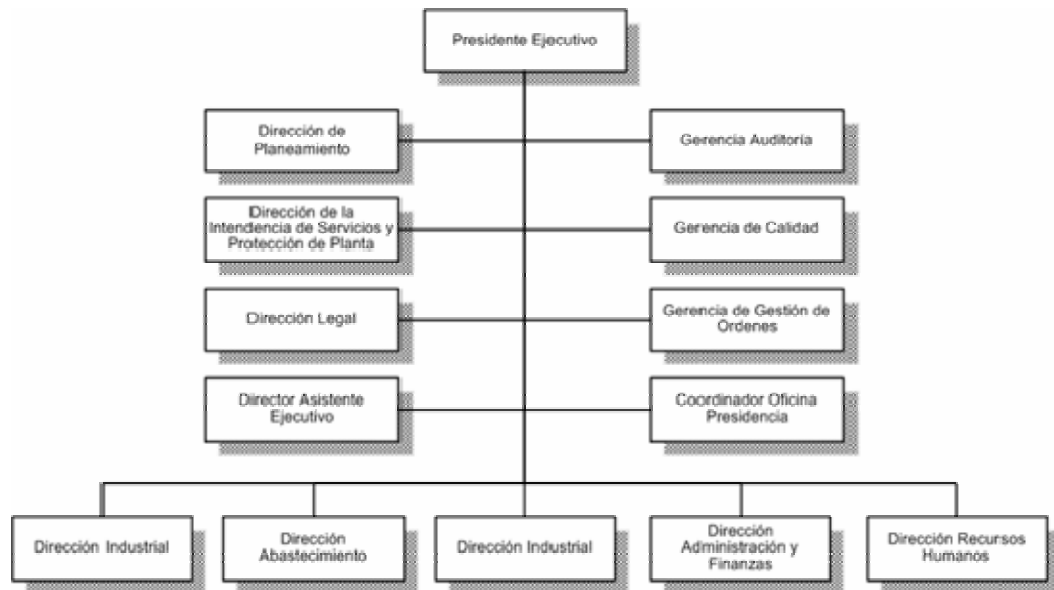 Presidente Ejecutivo
Dirección de
Planeamiento
Gerencia Auditoría
Dirección de la
Intendencia de Servicios y
Protección de Planta
Gerencia de Calidad
Dirección Legal
Gerencia de Gestión de
Ordenes
Director Asistente
Ejecutivo
Coordinador Oficina
Presidencia
Dirección Industrial
Dirección
Abastecimiento
Dirección Industrial
Dirección
Administración y
Finanzas
Dirección Recursos
Humanos